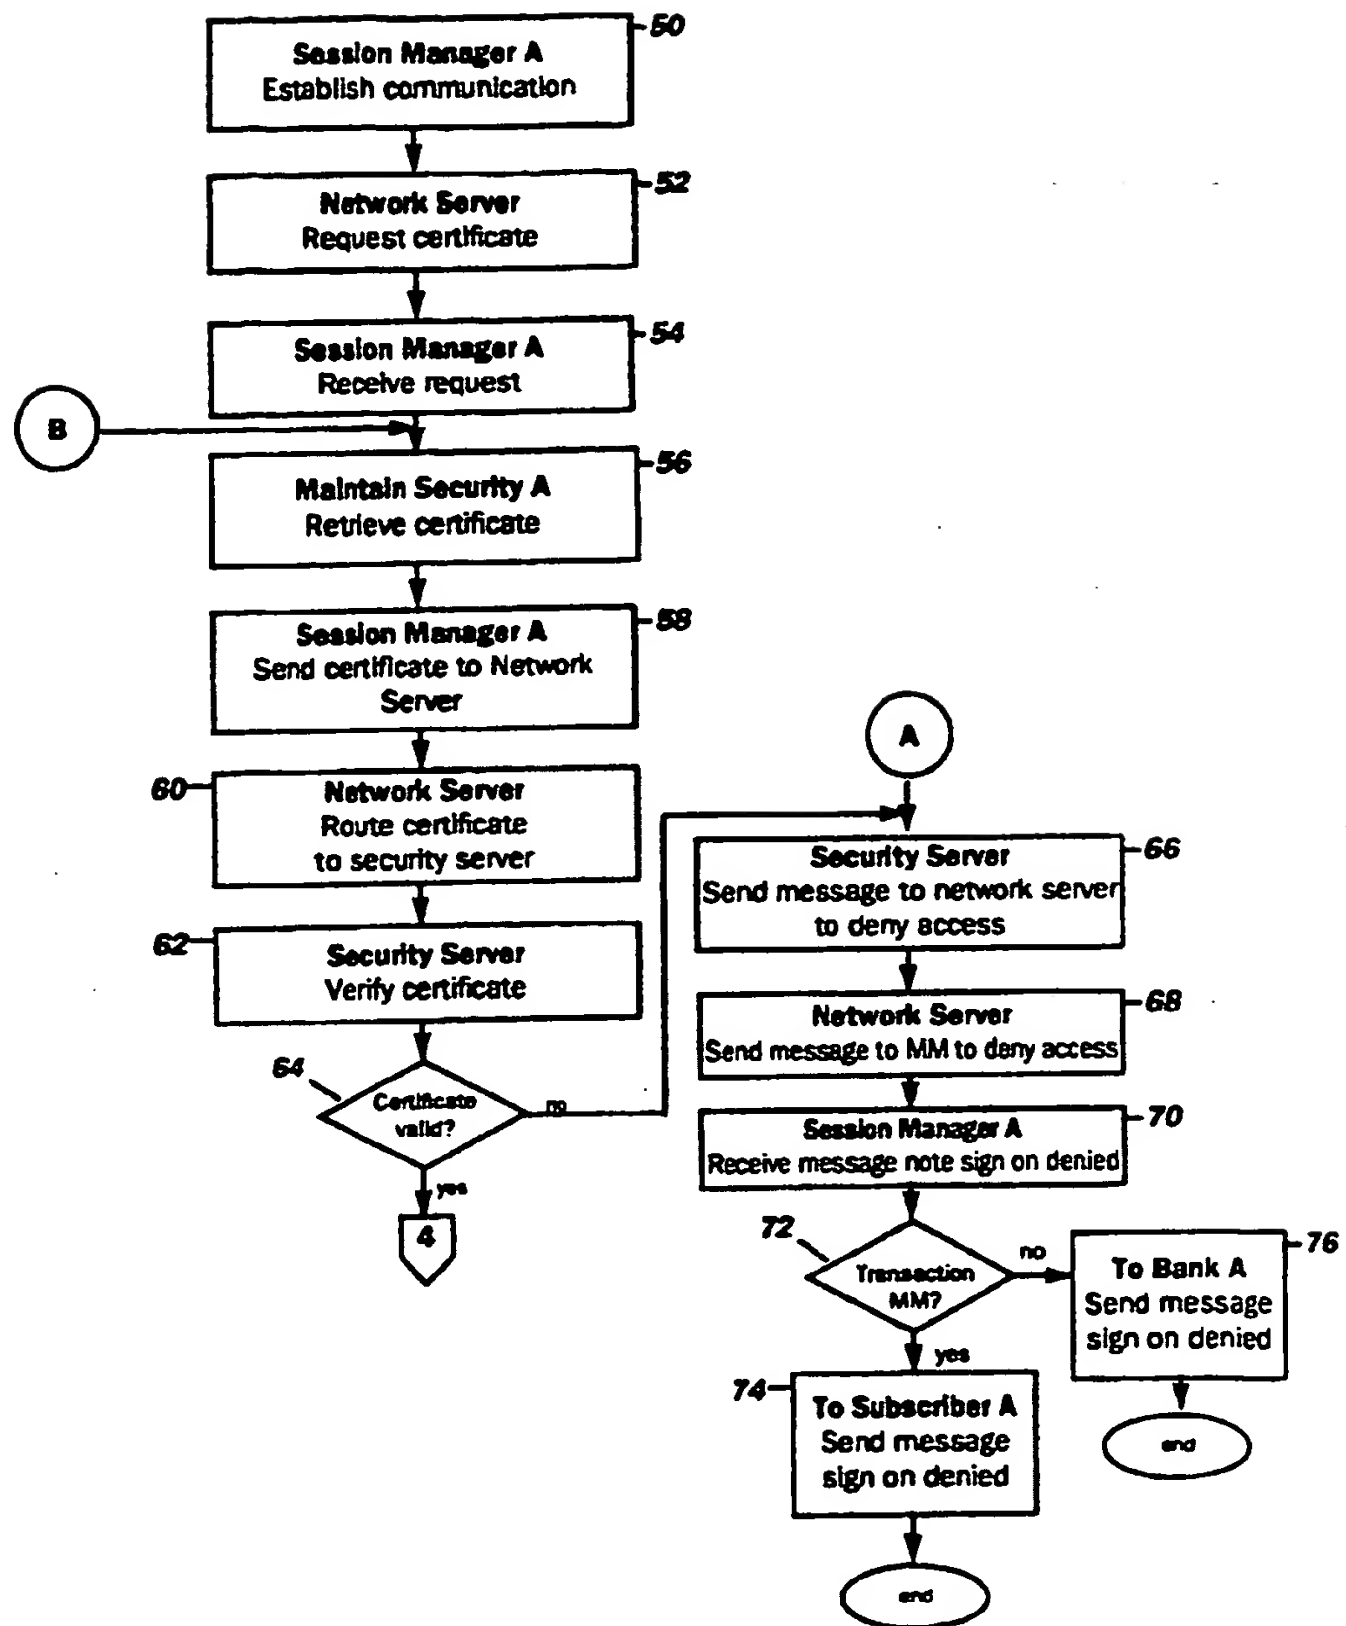 50
Session Manager A
Establish communication
52
Network Server
Request certificate
54
Session Manager A
Receive request
B
56
Maintain Security A
Retrieve certificate
58
Session Manager A
Send certificate to Network
Server
60
Network Server
Route certificate
to security server
62
Security Server
Verify certificate
64
Certificate
valid?
no
yes
4
A
66
Security Server
Send message to network server
to deny access
68
Network Server
Send message to MM to deny access
70
Session Manager A
Receive message note sign on denied
72
Transaction
MM?
no
yes
76
To Bank A
Send message
sign on denied
end
74
To Subscriber A
Send message
sign on denied
end